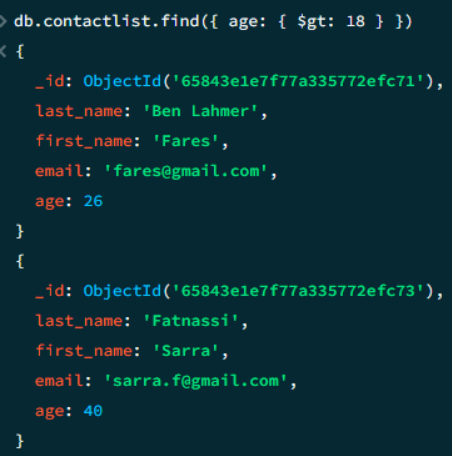 > db.contactlist.find({ age: { $gt: 18 } })
< {
_id: ObjectId('65843e1e7f77a335772efc71'),
last_name: 'Ben Lahmer',
first_name: 'Fares',
email: 'fares@gmail.com',
age: 26
}
{
_id: ObjectId('65843e1e7f77a335772efc73'),
last_name: 'Fatnassi',
first_name: 'Sarra',
email: 'sarra.f@gmail.com',
age: 40
}